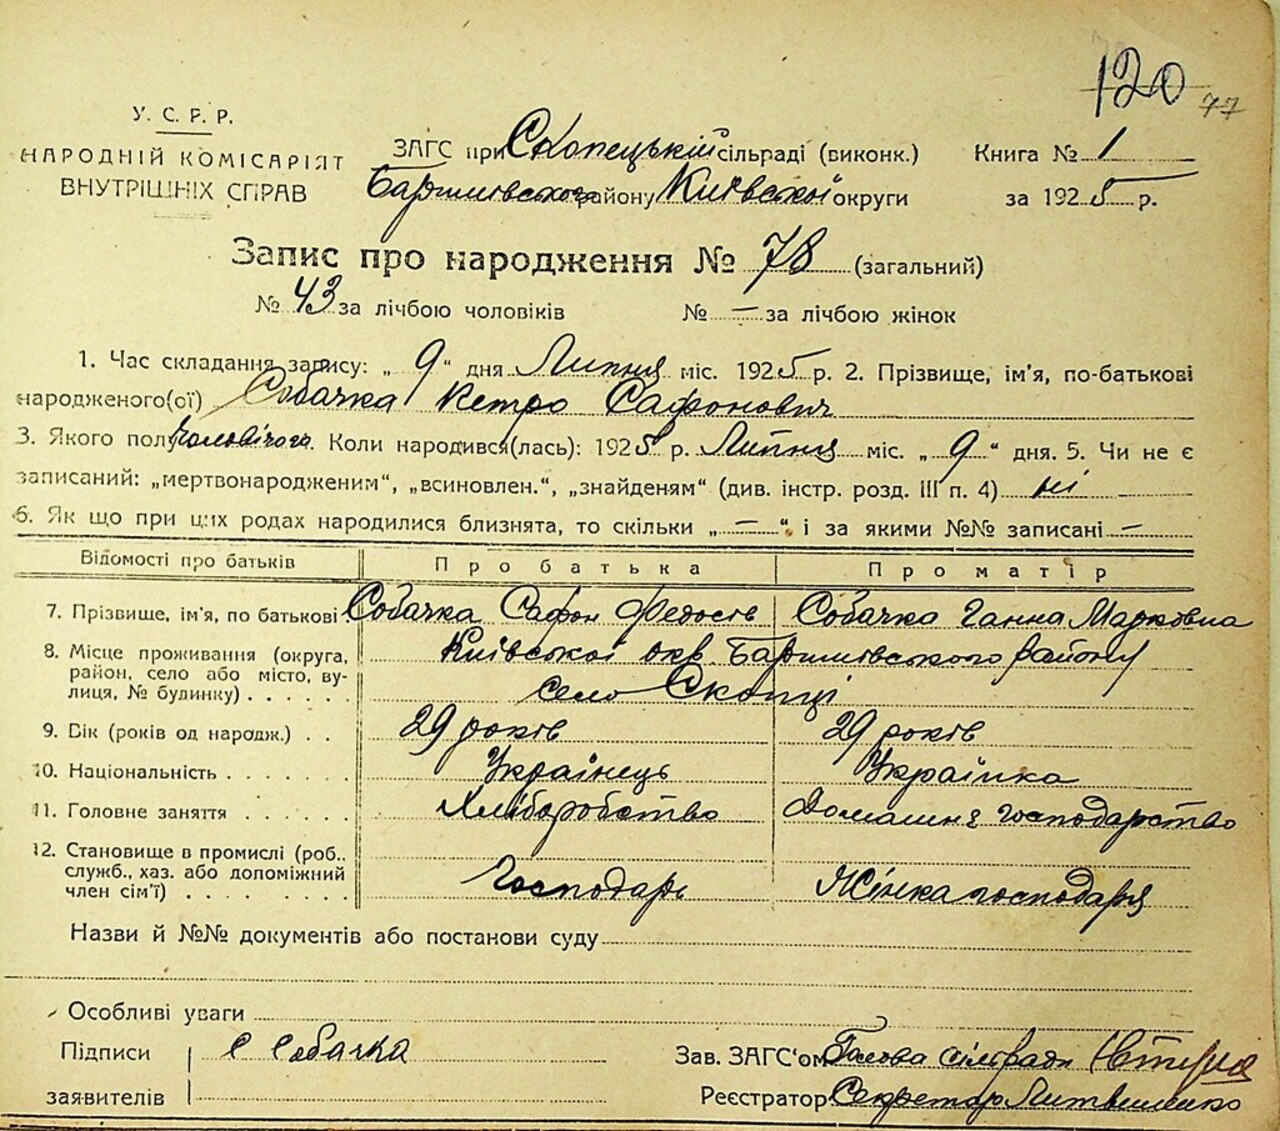 120 77
У. С. Р. Р.
НАРОДНІЙ КОМІСАРІЯТ
ВНУТРІШНІХ СПРАВ
ЗАГС при Скопецькій сільраді (виконк.)
Баришівського району Київської округи
Книга № 1
за 1925 р.
Запис про народження № 78 (загальний)
№ 43 за лічбою чоловіків № — за лічбою жінок
1. Час складання запису: „ 9 “ дня Липня міс. 1925 р. 2. Прізвище, ім'я, по-батькові
народженого(ої) Собачка Петро Сафонович
3. Якого полу чоловічого. Коли народився(лась): 1925 р. Липня міс. „ 9 “ дня. 5. Чи не є
записаний: „мертвонародженим“, „всиновлен.“, „знайденям“ (див. інстр. розд. III п. 4) ні
6. Як що при цих родах народилися близнята, то скільки „ — “ і за якими №№ записані —
Відомості про батьків Про батька Про матір
7. Прізвище, ім'я, по батькові Собачка Сафон Федосів Собачка Ганна Марковна
8. Місце проживання (округа, район, село або місто, вулиця, № будинку) . . . . . Київської окр. Баришівського району
село Скопці
9. Вік (років од народж.) . . 29 років 29 років
10. Національність . . . . . . . Українець Українка
11. Головне заняття . . . . . . Хліборобство Домашнє господарство
12. Становище в промислі (роб., служб., хаз. або допоміжний член сім'ї) . . . . . . . . Господарь Жінка господаря
Назви й №№ документів або постанови суду
Особливі уваги
Підписи С Собачка
заявителів
Зав. ЗАГС'ом Голова сільради
Реєстратор Секретар Литвиненко